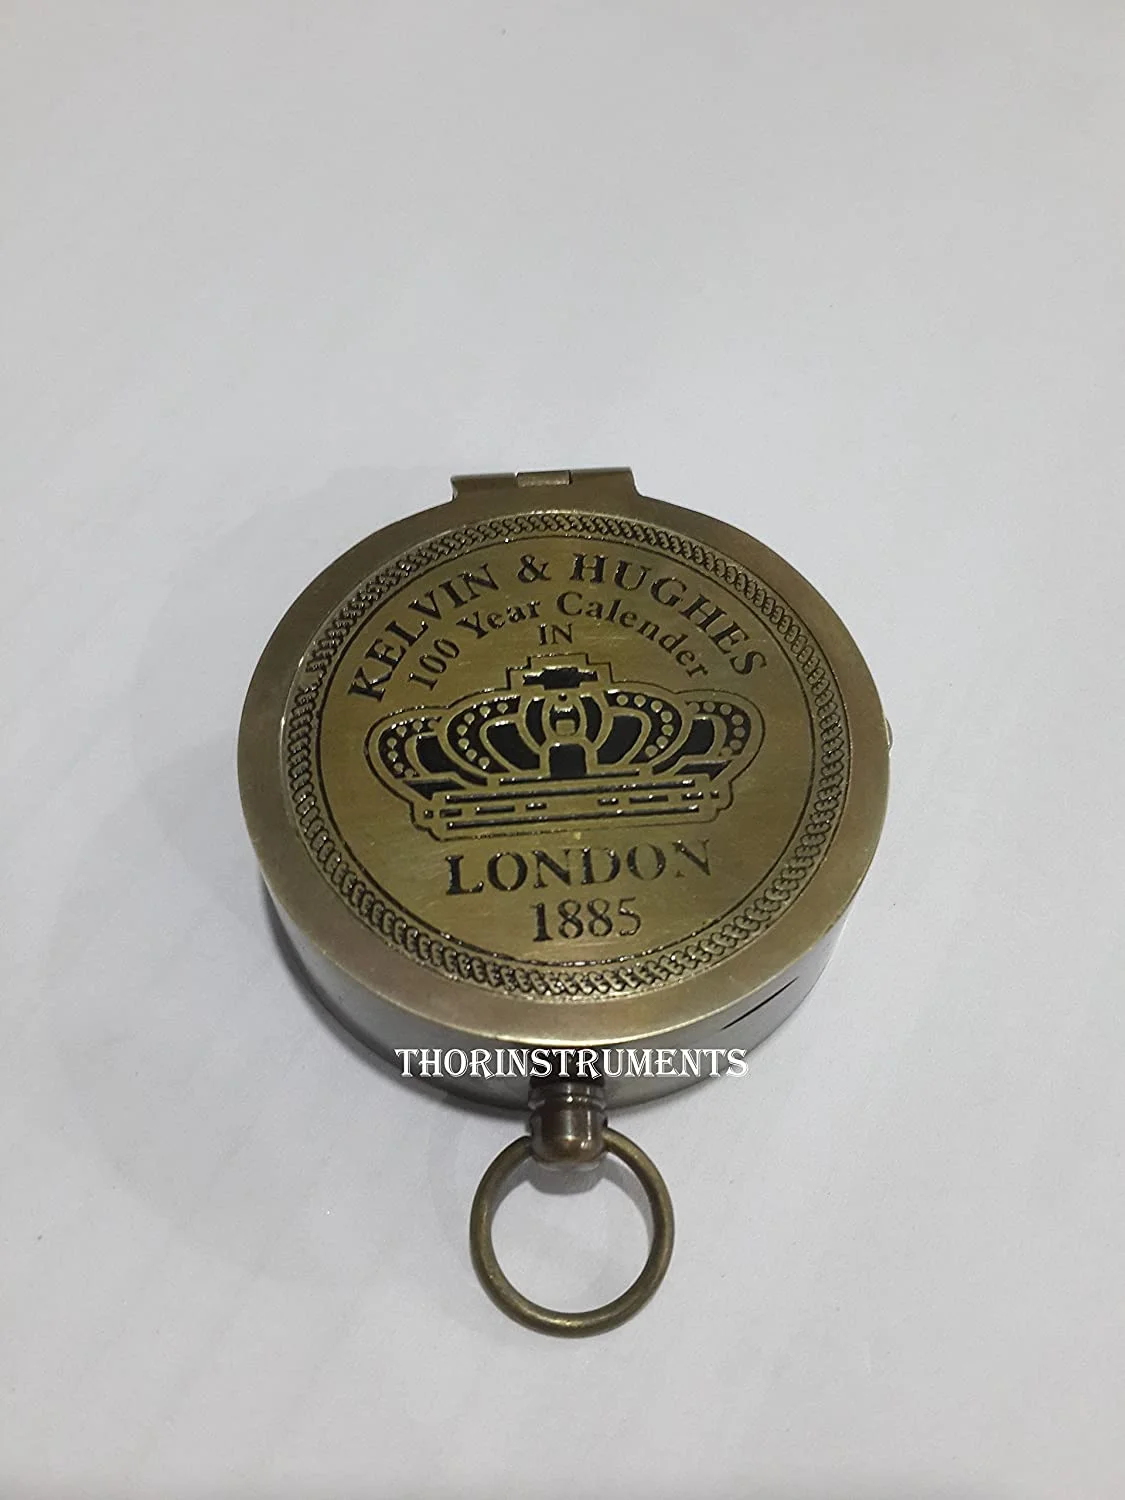 KELVIN & HUGHES
100 Year Calender
IN
LONDON
1885
THORINSTRUMENTS